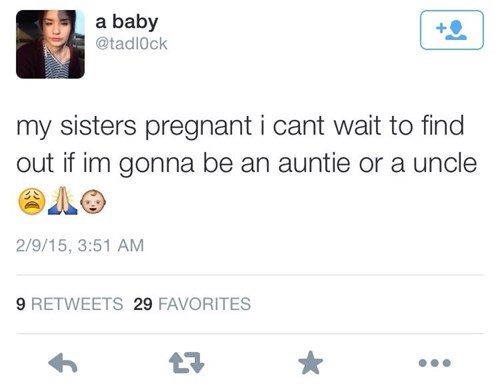 a baby
@tadl0ck
my sisters pregnant i cant wait to find
out if im gonna be an auntie or a uncle
😩🙏👶
2/9/15, 3:51 AM
9 RETWEETS 29 FAVORITES